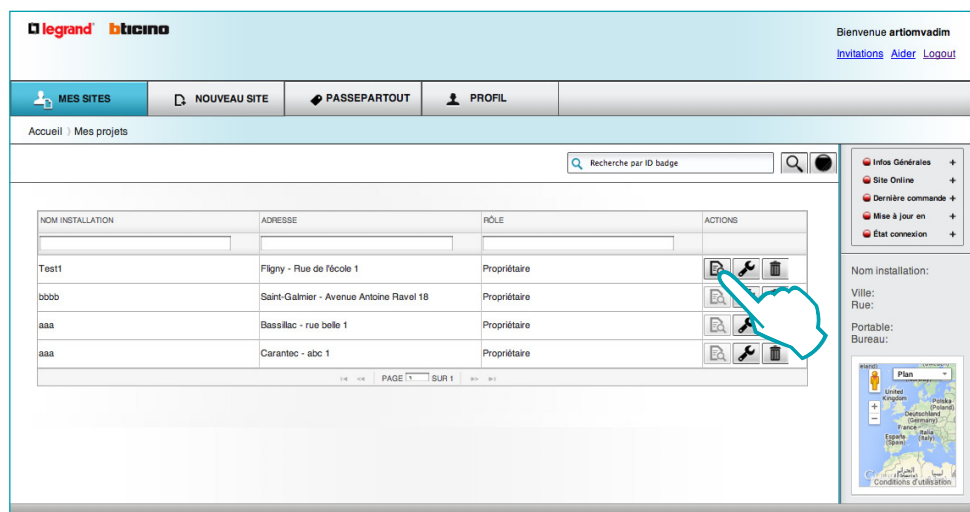 legrand bticino
Bienvenue artiomvadim
Invitations Aider Logout
MES SITES NOUVEAU SITE PASSEPARTOUT PROFIL
Accueil Mes projets
Recherche par ID badge
NOM INSTALLATION ADRESSE RÔLE ACTIONS
Test1 Fligny - Rue de l'école 1 Propriétaire
bbbb Saint-Galmier - Avenue Antoine Ravel 18 Propriétaire
aaa Bassillac - rue belle 1 Propriétaire
aaa Carantec - abc 1 Propriétaire
PAGE 1 SUR 1
Infos Générales +
Site Online +
Dernière commande +
Mise à jour en +
État connexion +
Nom installation:
Ville:
Rue:
Portable:
Bureau:
Plan
United
Kingdom
Polska
(Poland)
Deutschland
(Germany)
France
Italia
(Italy)
España
(Spain)
الجزائر
ليبيا
Conditions d'utilisation